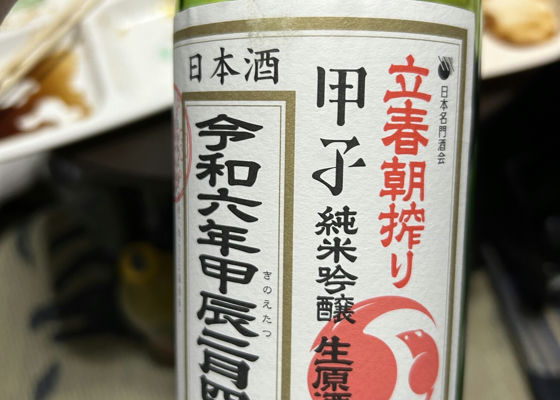 日本名門酒会
立春朝搾り
甲子 純米吟醸 生原酒
日本酒
令和六年甲辰二月四
きのえたつ